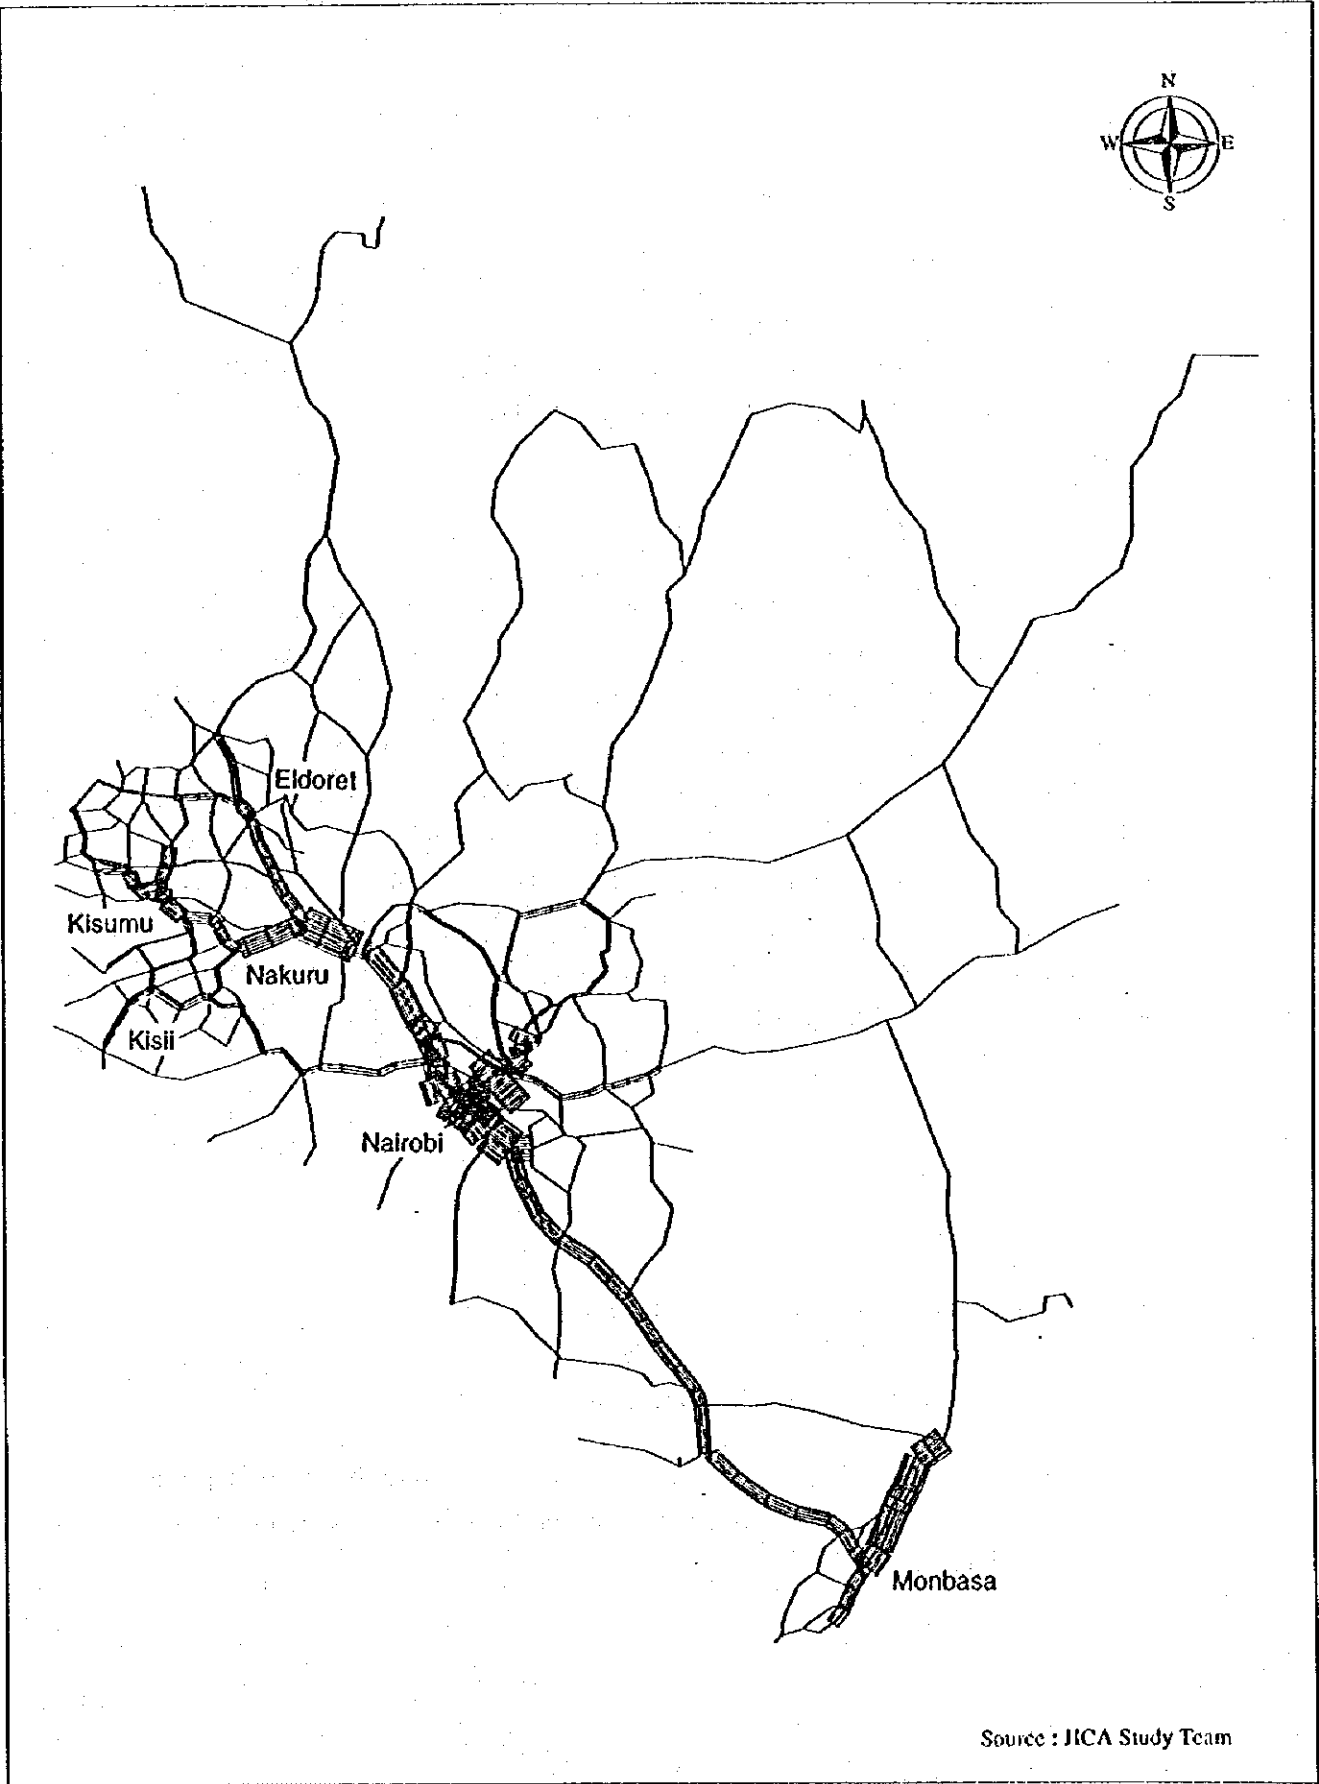 N
W E
S
Eldoret
Kisumu
Nakuru
Kisii
Nairobi
Monbasa
Source : JICA Study Team